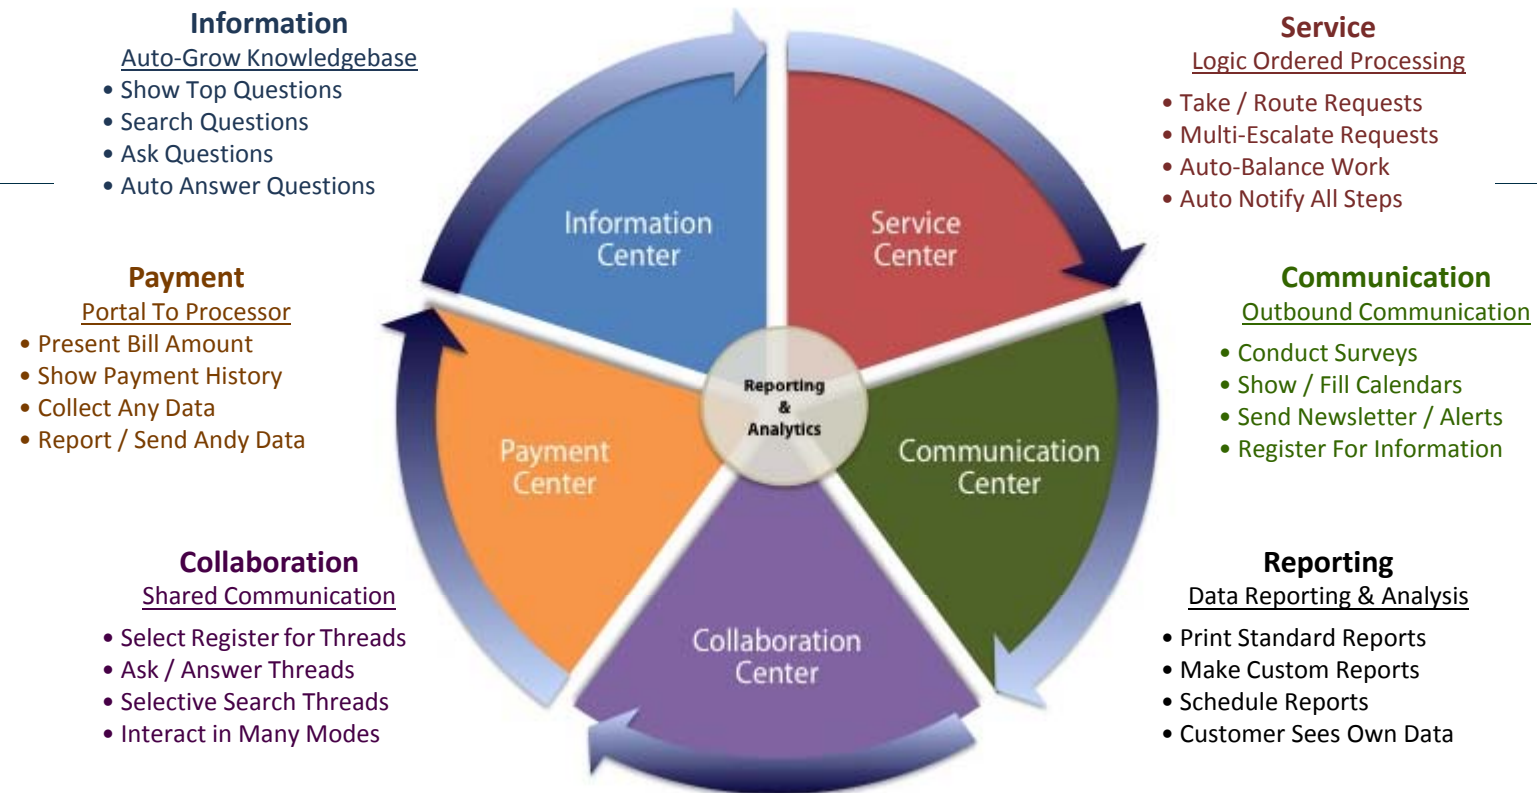 Information
Auto-Grow Knowledgebase
• Show Top Questions
• Search Questions
• Ask Questions
• Auto Answer Questions
Payment
Portal To Processor
• Present Bill Amount
• Show Payment History
• Collect Any Data
• Report / Send Andy Data
Collaboration
Shared Communication
• Select Register for Threads
• Ask / Answer Threads
• Selective Search Threads
• Interact in Many Modes
Information
Center
Service
Center
Payment
Center
Reporting
&
Analytics
Communication
Center
Collaboration
Center
Service
Logic Ordered Processing
• Take / Route Requests
• Multi-Escalate Requests
• Auto-Balance Work
• Auto Notify All Steps
Communication
Outbound Communication
• Conduct Surveys
• Show / Fill Calendars
• Send Newsletter / Alerts
• Register For Information
Reporting
Data Reporting & Analysis
• Print Standard Reports
• Make Custom Reports
• Schedule Reports
• Customer Sees Own Data